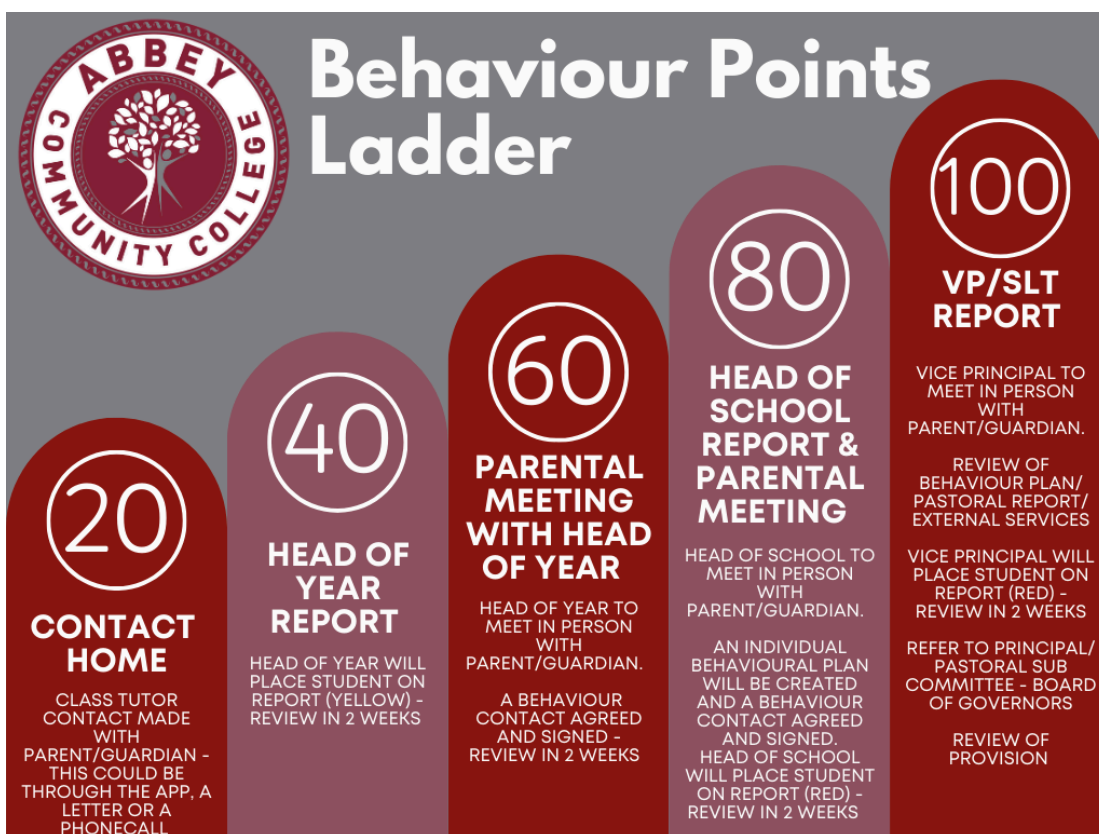 ABBEY
COMMUNITY COLLEGE
Behaviour Points
Ladder
20
CONTACT
HOME
CLASS TUTOR
CONTACT MADE
WITH
PARENT/GUARDIAN -
THIS COULD BE
THROUGH THE APP, A
LETTER OR A
PHONECALL
40
HEAD OF
YEAR
REPORT
HEAD OF YEAR WILL
PLACE STUDENT ON
REPORT (YELLOW) -
REVIEW IN 2 WEEKS
60
PARENTAL
MEETING
WITH HEAD
OF YEAR
HEAD OF YEAR TO
MEET IN PERSON
WITH
PARENT/GUARDIAN.
A BEHAVIOUR
CONTACT AGREED
AND SIGNED -
REVIEW IN 2 WEEKS
80
HEAD OF
SCHOOL
REPORT &
PARENTAL
MEETING
HEAD OF SCHOOL TO
MEET IN PERSON
WITH
PARENT/GUARDIAN.
AN INDIVIDUAL
BEHAVIOURAL PLAN
WILL BE CREATED
AND A BEHAVIOUR
CONTACT AGREED
AND SIGNED.
HEAD OF SCHOOL
WILL PLACE STUDENT
ON REPORT (RED) -
REVIEW IN 2 WEEKS
100
VP/SLT
REPORT
VICE PRINCIPAL TO
MEET IN PERSON
WITH
PARENT/GUARDIAN.
REVIEW OF
BEHAVIOUR PLAN/
PASTORAL REPORT/
EXTERNAL SERVICES
VICE PRINCIPAL WILL
PLACE STUDENT ON
REPORT (RED) -
REVIEW IN 2 WEEKS
REFER TO PRINCIPAL/
PASTORAL SUB
COMMITTEE - BOARD
OF GOVERNORS
REVIEW OF
PROVISION